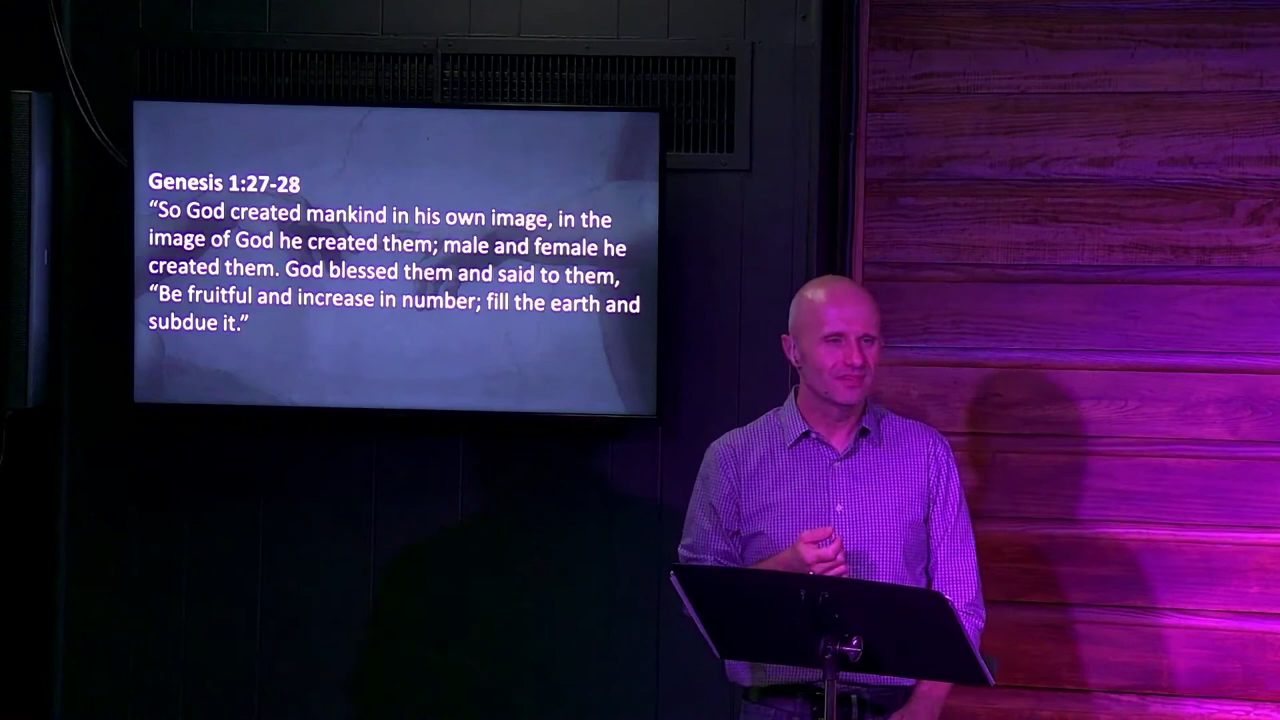 Genesis 1:27-28
“So God created mankind in his own image, in the
image of God he created them; male and female he
created them. God blessed them and said to them,
“Be fruitful and increase in number; fill the earth and
subdue it.”